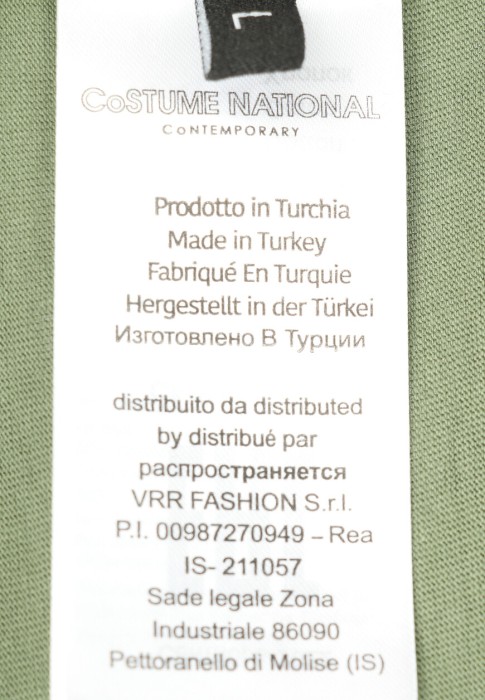 L
CoSTUME NATIONAL
CoNTEMPORARY
Prodotto in Turchia
Made in Turkey
Fabriqué En Turquie
Hergestellt in der Türkei
Изготовлено В Турции
distribuito da distributed
by distribué par
распространяется
VRR FASHION S.r.l.
P.I. 00987270949 – Rea
IS- 211057
Sade legale Zona
Industriale 86090
Pettoranello di Molise (IS)